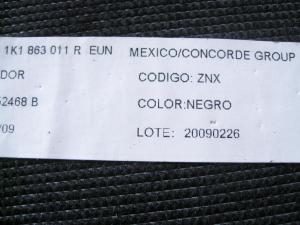 1K1 863 011 R EUN MEXICO/CONCORDE GROUP
DOR CODIGO: ZNX
52468 B COLOR:NEGRO
/09 LOTE: 20090226